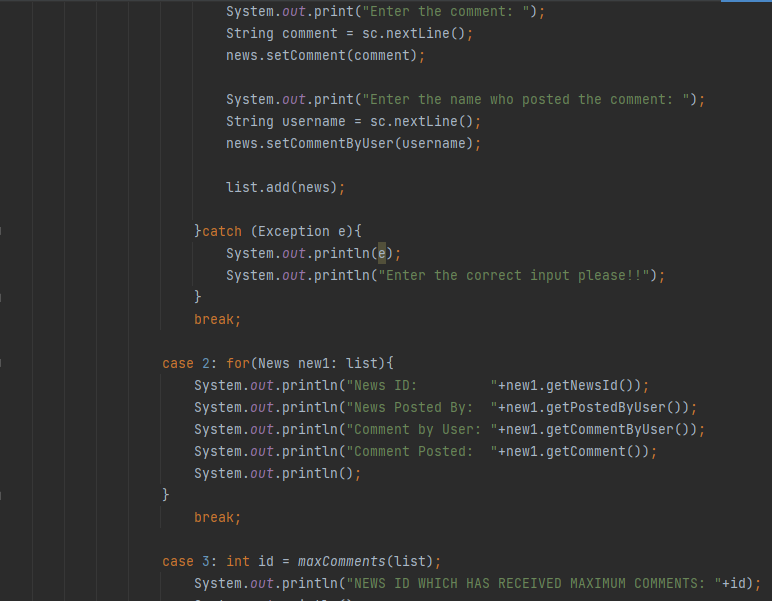 System.out.print("Enter the comment: ");
String comment = sc.nextLine();
news.setComment(comment);
System.out.print("Enter the name who posted the comment: ");
String username = sc.nextLine();
news.setCommentByUser(username);
list.add(news);
}catch (Exception e){
System.out.println(e);
System.out.println("Enter the correct input please!!");
}
break;
case 2: for(News new1: list){
System.out.println("News ID:         "+new1.getNewsId());
System.out.println("News Posted By:  "+new1.getPostedByUser());
System.out.println("Comment by User: "+new1.getCommentByUser());
System.out.println("Comment Posted:  "+new1.getComment());
System.out.println();
}
break;
case 3: int id = maxComments(list);
System.out.println("NEWS ID WHICH HAS RECEIVED MAXIMUM COMMENTS: "+id);